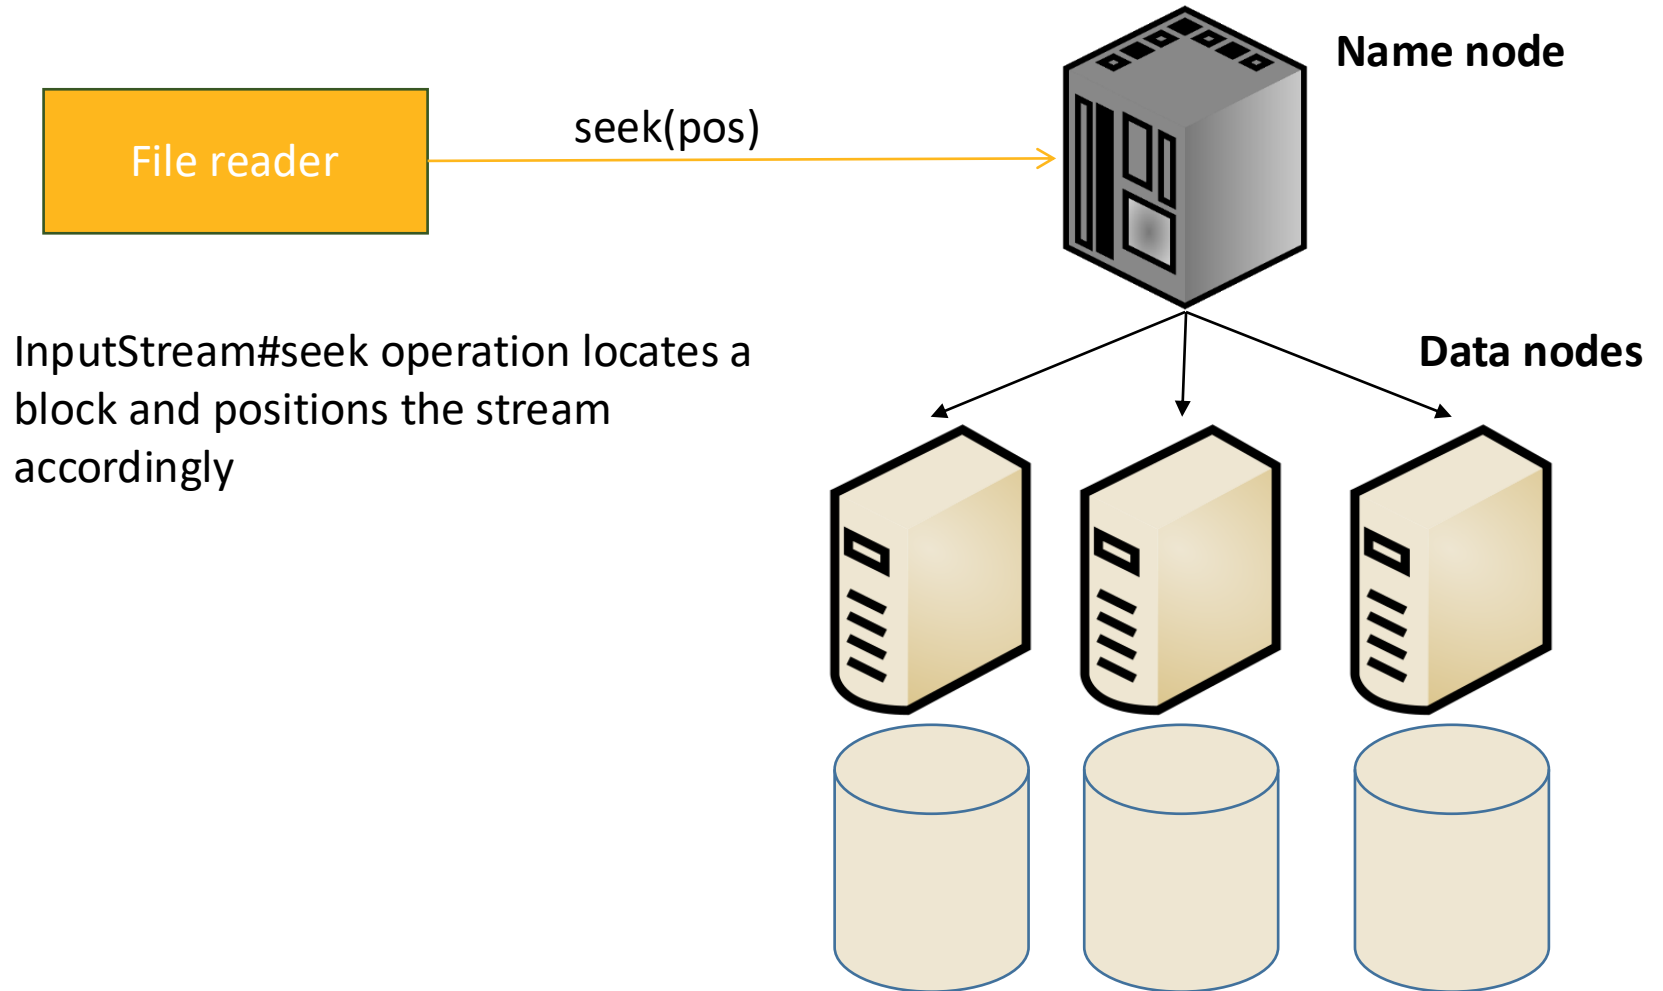 Name node
File reader
seek(pos)
InputStream#seek operation locates a
block and positions the stream
accordingly
Data nodes